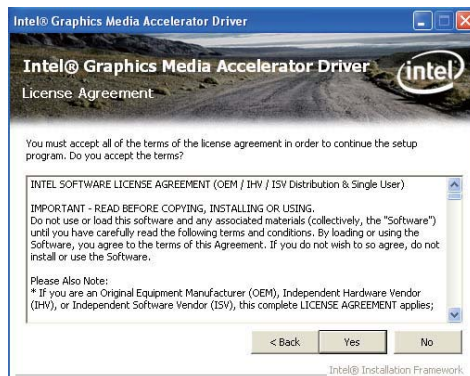 Intel® Graphics Media Accelerator Driver
Intel® Graphics Media Accelerator Driver
intel
License Agreement
You must accept all of the terms of the license agreement in order to continue the setup
program. Do you accept the terms?
INTEL SOFTWARE LICENSE AGREEMENT (OEM / IHV / ISV Distribution & Single User)
IMPORTANT - READ BEFORE COPYING, INSTALLING OR USING.
Do not use or load this software and any associated materials (collectively, the "Software")
until you have carefully read the following terms and conditions. By loading or using the
Software, you agree to the terms of this Agreement. If you do not wish to so agree, do not
install or use the Software.
Please Also Note:
* If you are an Original Equipment Manufacturer (OEM), Independent Hardware Vendor
(IHV), or Independent Software Vendor (ISV), this complete LICENSE AGREEMENT applies;
< Back Yes No
Intel® Installation Framework